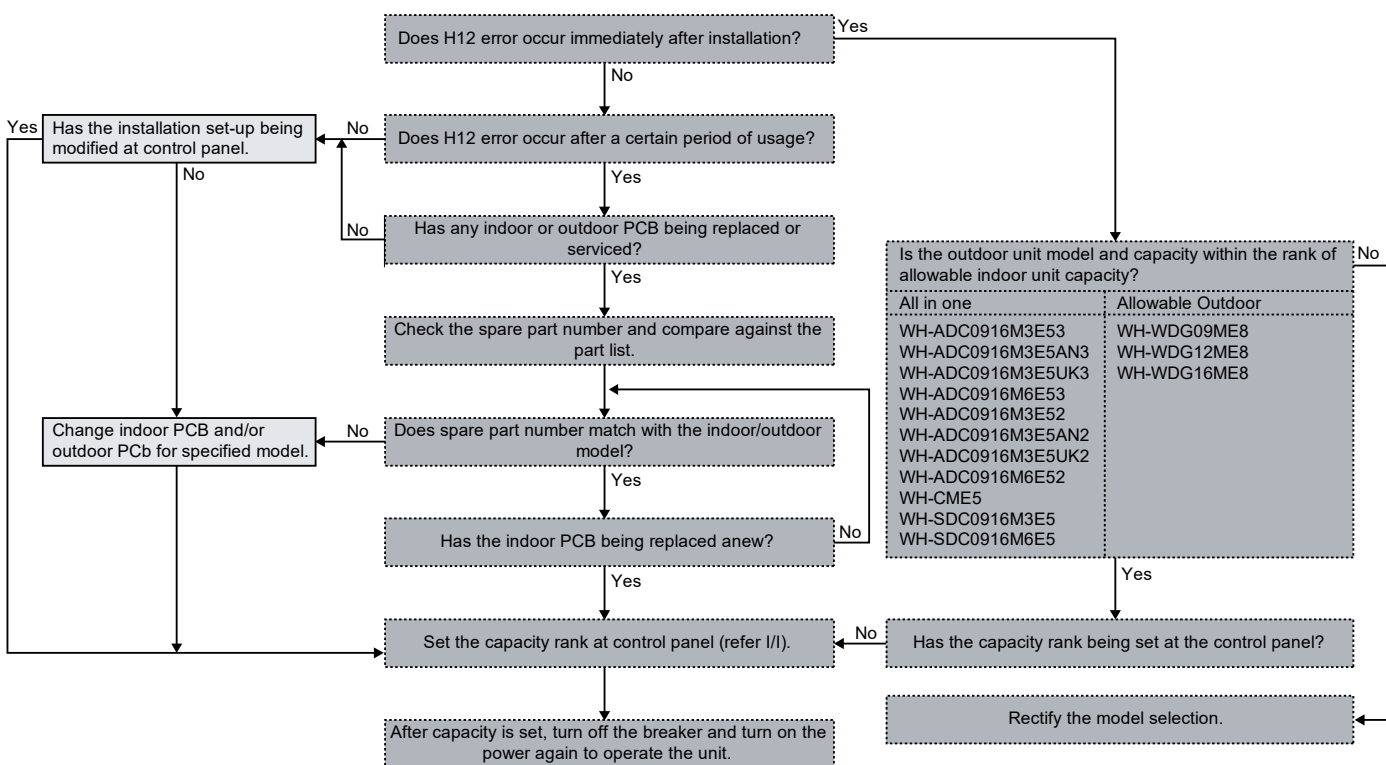 Does H12 error occur immediately after installation?
Yes
No
Yes
Has the installation set-up being
modified at control panel.
No
Does H12 error occur after a certain period of usage?
No
Yes
No
Has any indoor or outdoor PCB being replaced or
serviced?
Yes
Is the outdoor unit model and capacity within the rank of
allowable indoor unit capacity?
No
All in one
Allowable Outdoor
WH-ADC0916M3E53
WH-ADC0916M3E5AN3
WH-ADC0916M3E5UK3
WH-ADC0916M6E53
WH-ADC0916M3E52
WH-ADC0916M3E5AN2
WH-ADC0916M3E5UK2
WH-ADC0916M6E52
WH-CME5
WH-SDC0916M3E5
WH-SDC0916M6E5
WH-WDG09ME8
WH-WDG12ME8
WH-WDG16ME8
Yes
Check the spare part number and compare against the
part list.
Change indoor PCB and/or
outdoor PCb for specified model.
No
Does spare part number match with the indoor/outdoor
model?
Yes
Has the indoor PCB being replaced anew?
No
Yes
Set the capacity rank at control panel (refer I/I).
No
Has the capacity rank being set at the control panel?
Rectify the model selection.
After capacity is set, turn off the breaker and turn on the
power again to operate the unit.